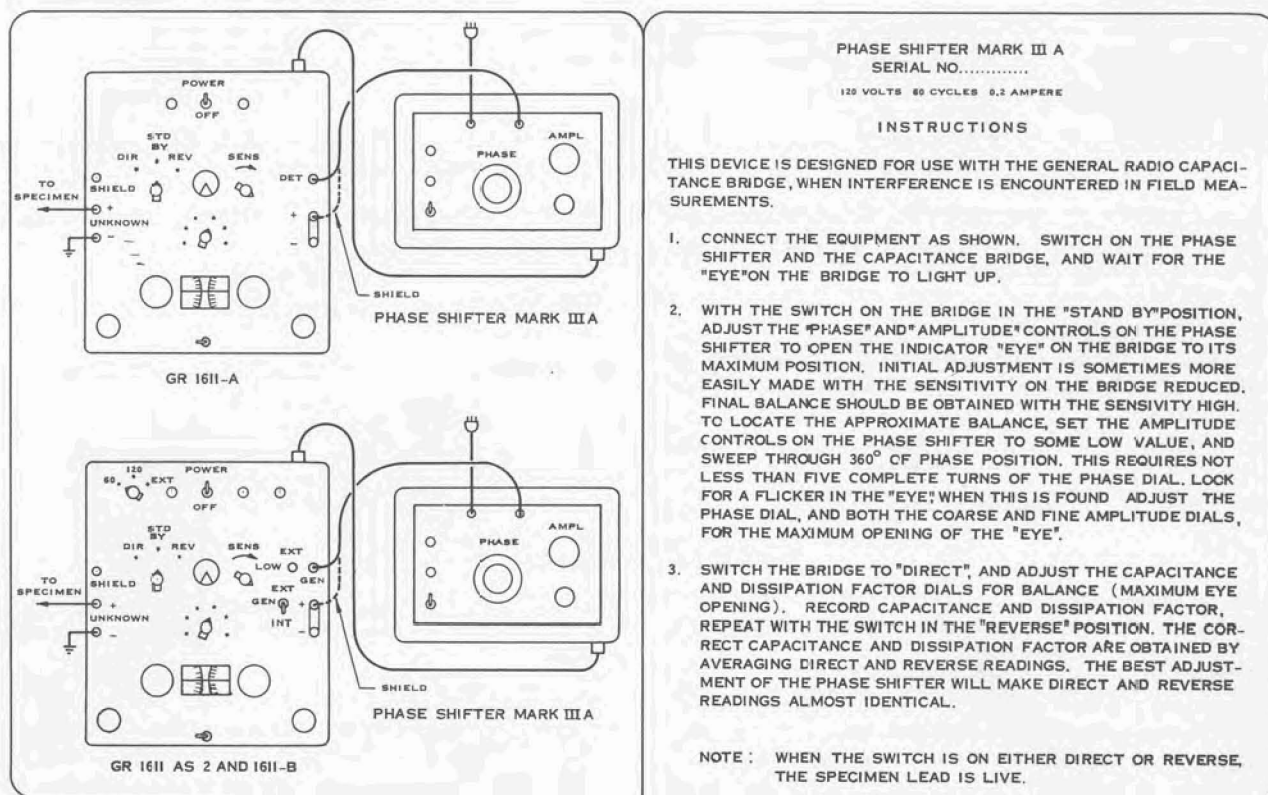 POWER
OFF
STD
BY
DIR
REV
SENS
TO
SPECIMEN
SHIELD
+
UNKNOWN
-
DET
+
-
AMPL
PHASE
SHIELD
PHASE SHIFTER MARK III A
GR 1611-A
120
60
EXT
POWER
OFF
STD
BY
DIR
REV
SENS
EXT
LOW
GEN
TO
SPECIMEN
SHIELD
+
UNKNOWN
-
EXT
GEN
INT
+
-
AMPL
PHASE
SHIELD
PHASE SHIFTER MARK III A
GR 1611 AS 2 AND 1611-B
PHASE SHIFTER MARK III A
SERIAL NO.............
120 VOLTS 60 CYCLES 0.2 AMPERE
INSTRUCTIONS
THIS DEVICE IS DESIGNED FOR USE WITH THE GENERAL RADIO CAPACI-
TANCE BRIDGE, WHEN INTERFERENCE IS ENCOUNTERED IN FIELD MEA-
SUREMENTS.
1. CONNECT THE EQUIPMENT AS SHOWN. SWITCH ON THE PHASE
SHIFTER AND THE CAPACITANCE BRIDGE, AND WAIT FOR THE
"EYE"ON THE BRIDGE TO LIGHT UP.
2. WITH THE SWITCH ON THE BRIDGE IN THE "STAND BY"POSITION,
ADJUST THE "PHASE" AND" AMPLITUDE" CONTROLS ON THE PHASE
SHIFTER TO OPEN THE INDICATOR "EYE" ON THE BRIDGE TO ITS
MAXIMUM POSITION. INITIAL ADJUSTMENT IS SOMETIMES MORE
EASILY MADE WITH THE SENSITIVITY ON THE BRIDGE REDUCED.
FINAL BALANCE SHOULD BE OBTAINED WITH THE SENSIVITY HIGH.
TO LOCATE THE APPROXIMATE BALANCE, SET THE AMPLITUDE
CONTROLS ON THE PHASE SHIFTER TO SOME LOW VALUE, AND
SWEEP THROUGH 360° CF PHASE POSITION. THIS REQUIRES NOT
LESS THAN FIVE COMPLETE TURNS OF THE PHASE DIAL. LOOK
FOR A FLICKER IN THE "EYE", WHEN THIS IS FOUND ADJUST THE
PHASE DIAL, AND BOTH THE COARSE AND FINE AMPLITUDE DIALS,
FOR THE MAXIMUM OPENING OF THE "EYE".
3. SWITCH THE BRIDGE TO "DIRECT", AND ADJUST THE CAPACITANCE
AND DISSIPATION FACTOR DIALS FOR BALANCE (MAXIMUM EYE
OPENING). RECORD CAPACITANCE AND DISSIPATION FACTOR,
REPEAT WITH THE SWITCH IN THE "REVERSE" POSITION. THE COR-
RECT CAPACITANCE AND DISSIPATION FACTOR ARE OBTAINED BY
AVERAGING DIRECT AND REVERSE READINGS. THE BEST ADJUST-
MENT OF THE PHASE SHIFTER WILL MAKE DIRECT AND REVERSE
READINGS ALMOST IDENTICAL.
NOTE : WHEN THE SWITCH IS ON EITHER DIRECT OR REVERSE,
THE SPECIMEN LEAD IS LIVE.